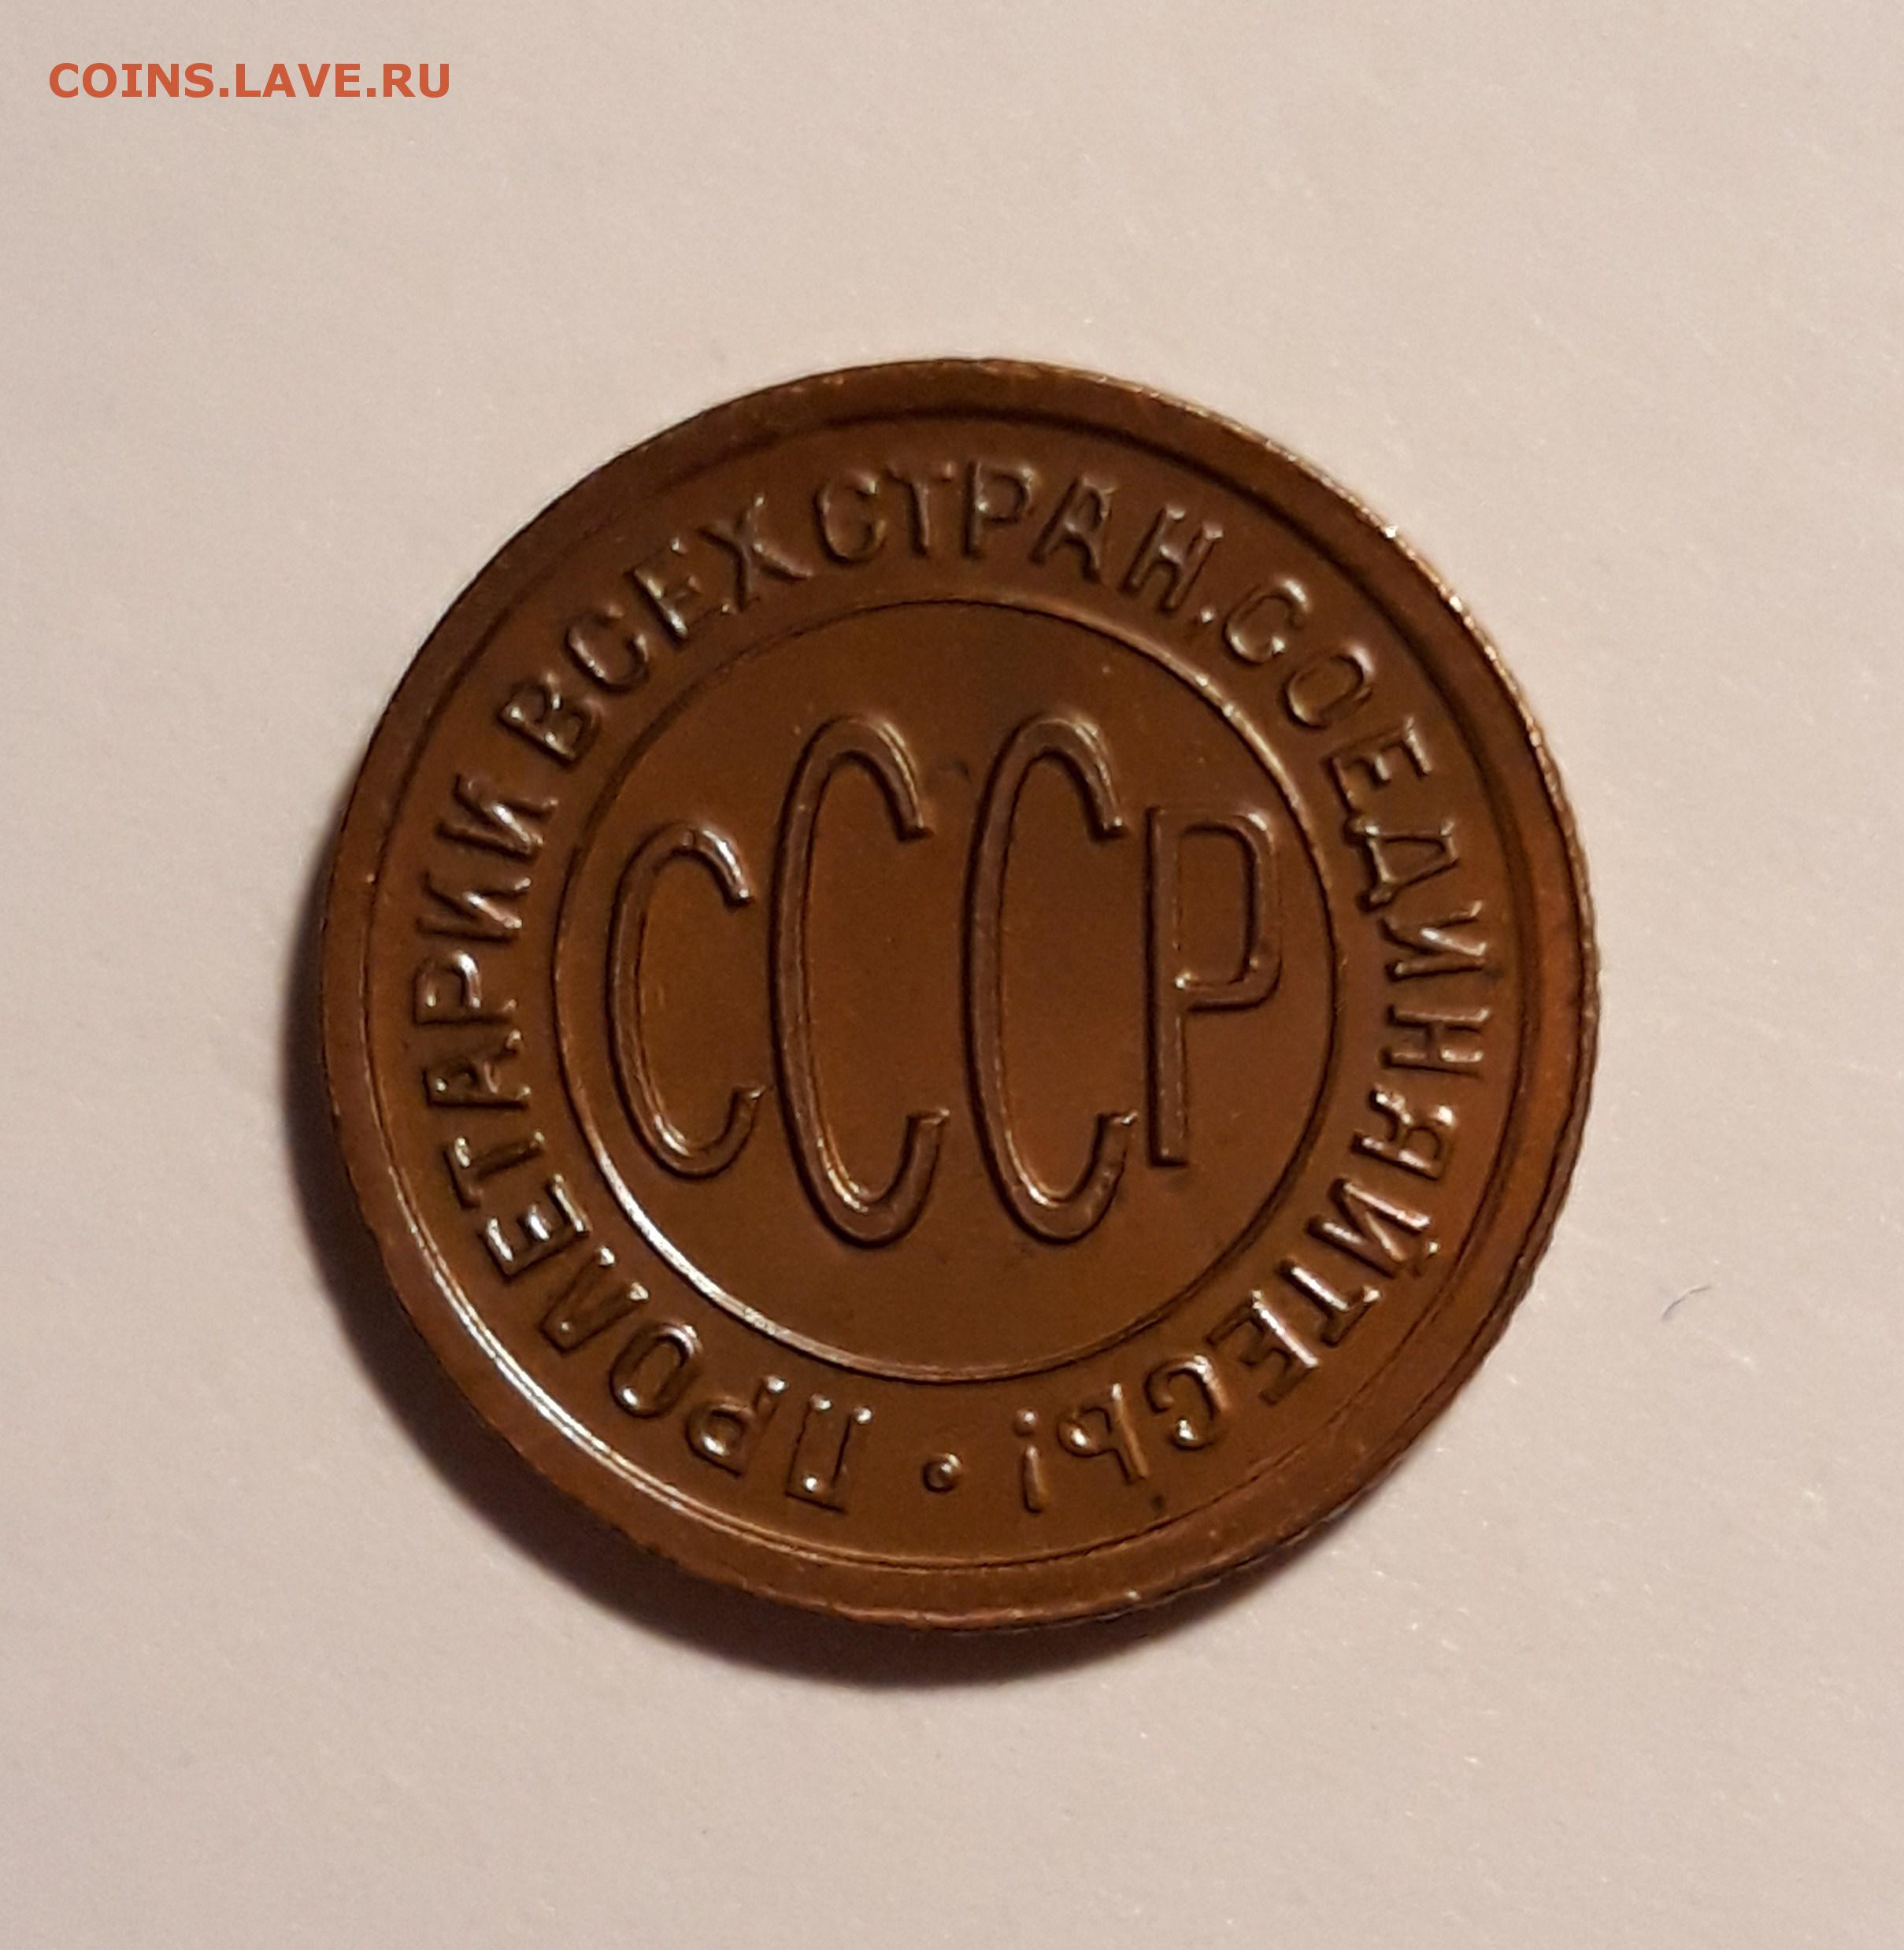 COINS.LAVE.RU
ПРОЛЕТАРИИ ВСЕХ СТРАН, СОЕДИНЯЙТЕСЬ! •
СССР